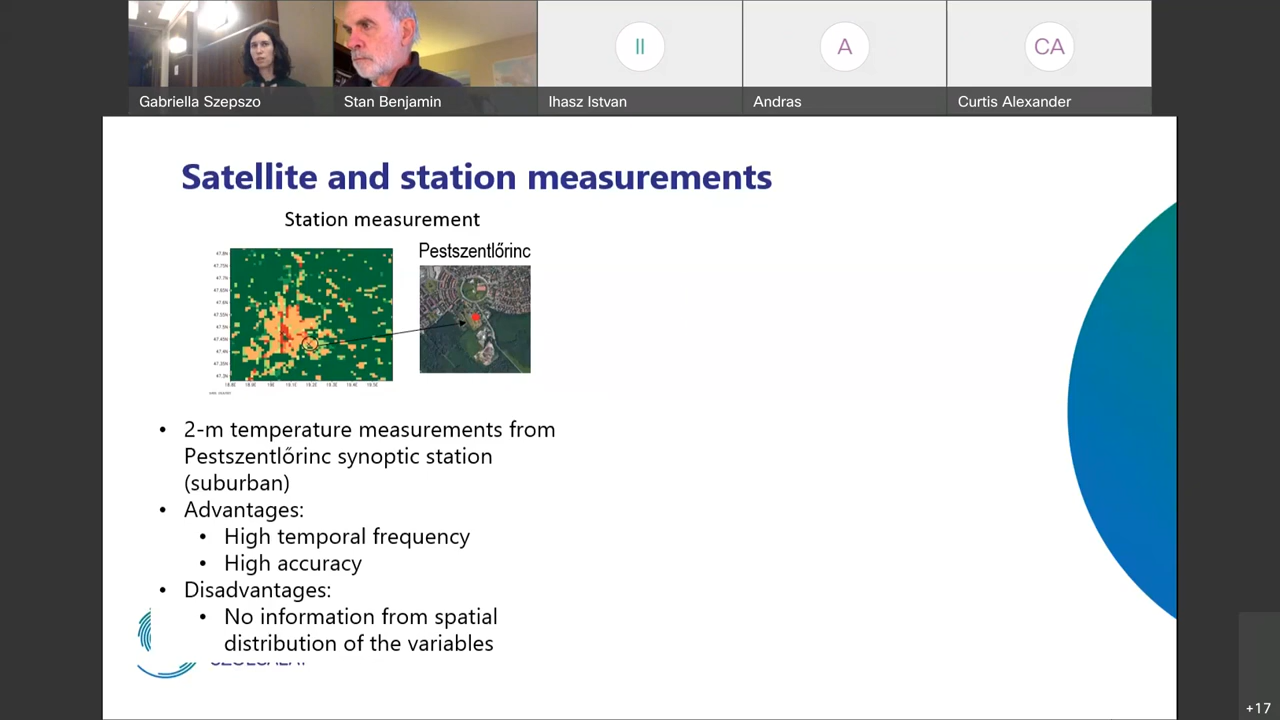 II
A
CA
Gabriella Szepszo
Stan Benjamin
Ihasz Istvan
Andras
Curtis Alexander
Satellite and station measurements
Station measurement
Pestszentlőrinc
• 2-m temperature measurements from
Pestszentlőrinc synoptic station
(suburban)
• Advantages:
• High temporal frequency
• High accuracy
• Disadvantages:
• No information from spatial
distribution of the variables
+17